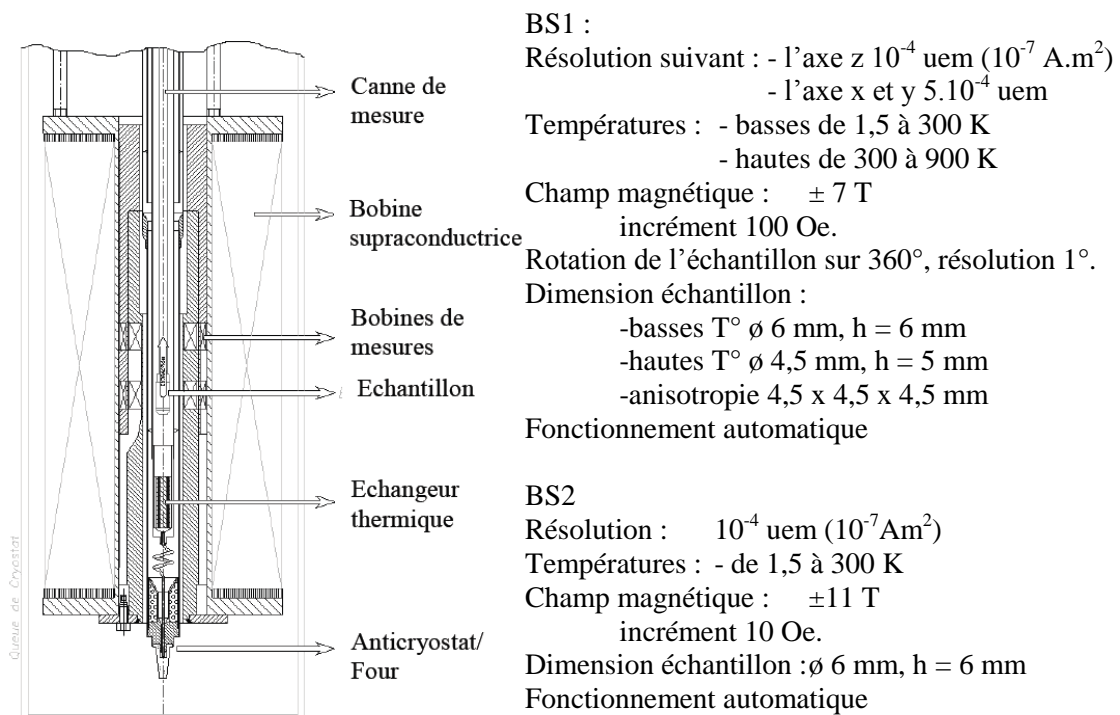 Canne de
mesure
Bobine
supraconductrice
Bobines de
mesures
Echantillon
Echangeur
thermique
Anticryostat/
Four
Queue de Cryostat
BS1 :
Résolution suivant : - l’axe z 10⁻⁴ uem (10⁻⁷ A.m²)
- l’axe x et y 5.10⁻⁴ uem
Températures : - basses de 1,5 à 300 K
- hautes de 300 à 900 K
Champ magnétique : ± 7 T
incrément 100 Oe.
Rotation de l’échantillon sur 360°, résolution 1°.
Dimension échantillon :
-basses T° ø 6 mm, h = 6 mm
-hautes T° ø 4,5 mm, h = 5 mm
-anisotropie 4,5 x 4,5 x 4,5 mm
Fonctionnement automatique
BS2
Résolution : 10⁻⁴ uem (10⁻⁷Am²)
Températures : - de 1,5 à 300 K
Champ magnétique : ±11 T
incrément 10 Oe.
Dimension échantillon :ø 6 mm, h = 6 mm
Fonctionnement automatique